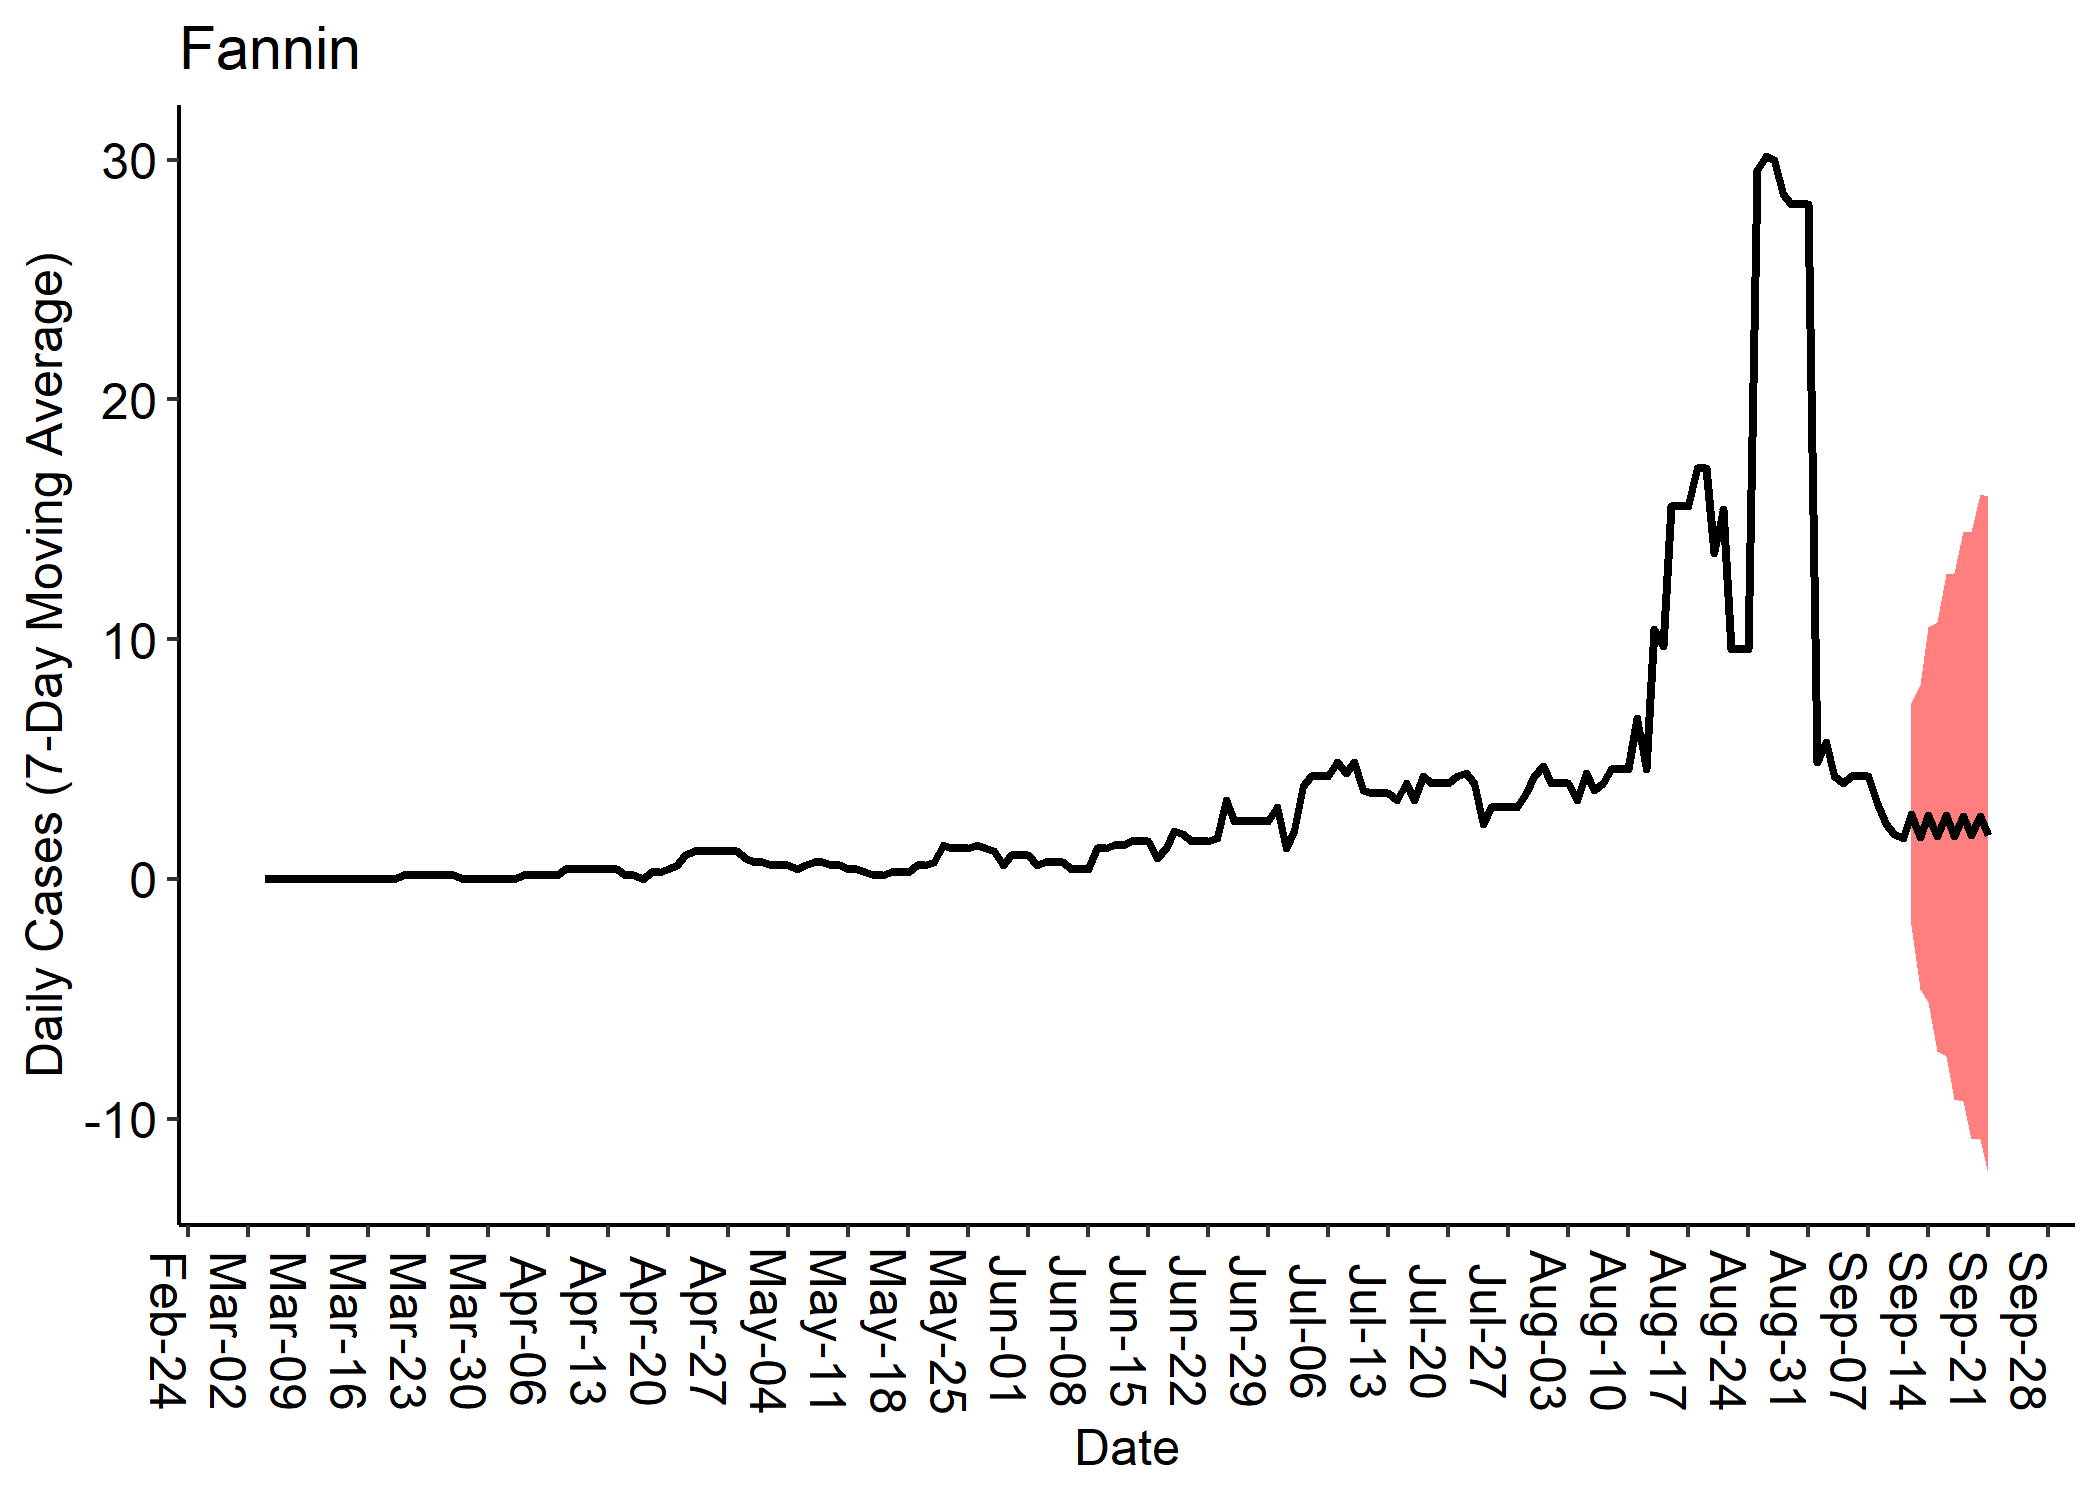 Fannin
Daily Cases (7-Day Moving Average)
30
20
10
0
-10
Feb-24
Mar-02
Mar-09
Mar-16
Mar-23
Mar-30
Apr-06
Apr-13
Apr-20
Apr-27
May-04
May-11
May-18
May-25
Jun-01
Jun-08
Jun-15
Jun-22
Jun-29
Jul-06
Jul-13
Jul-20
Jul-27
Aug-03
Aug-10
Aug-17
Aug-24
Aug-31
Sep-07
Sep-14
Sep-21
Sep-28
Date